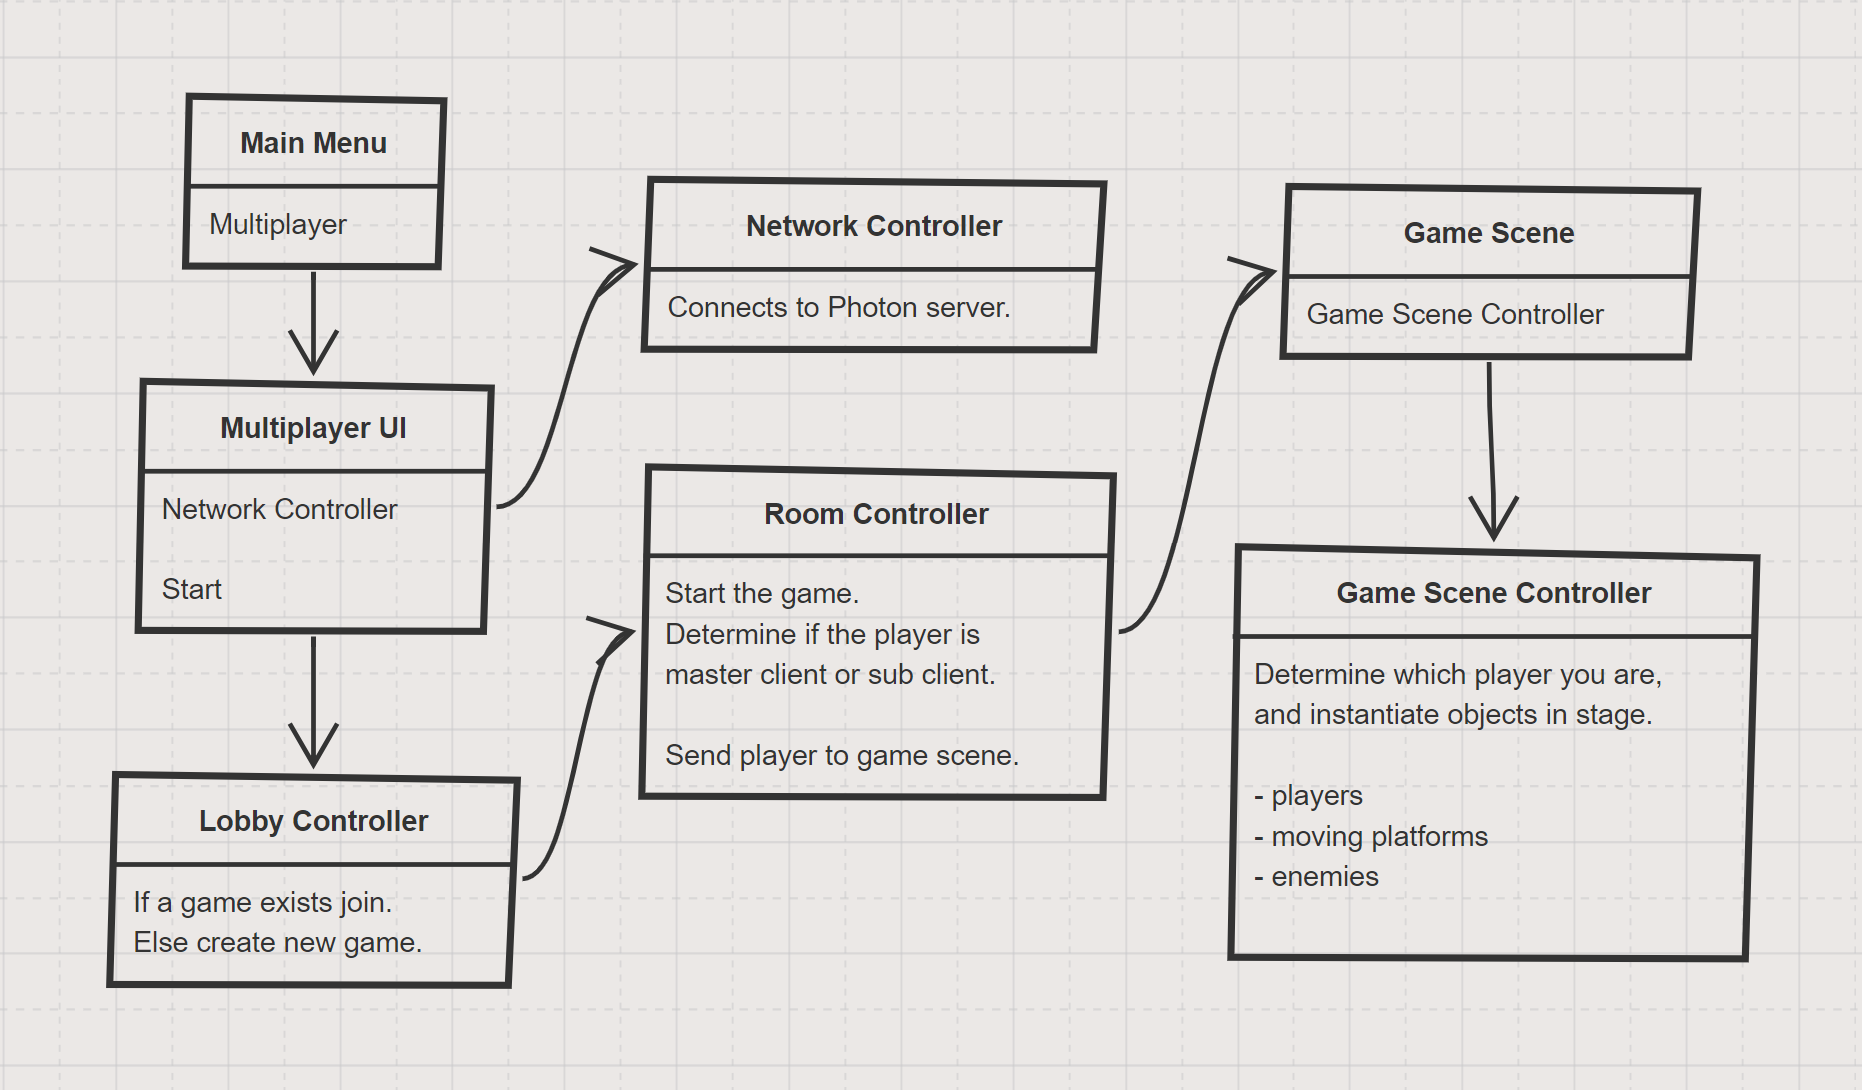 Main Menu
Multiplayer
Multiplayer UI
Network Controller
Start
Lobby Controller
If a game exists join.
Else create new game.
Network Controller
Connects to Photon server.
Room Controller
Start the game.
Determine if the player is
master client or sub client.
Send player to game scene.
Game Scene
Game Scene Controller
Game Scene Controller
Determine which player you are,
and instantiate objects in stage.
- players
- moving platforms
- enemies